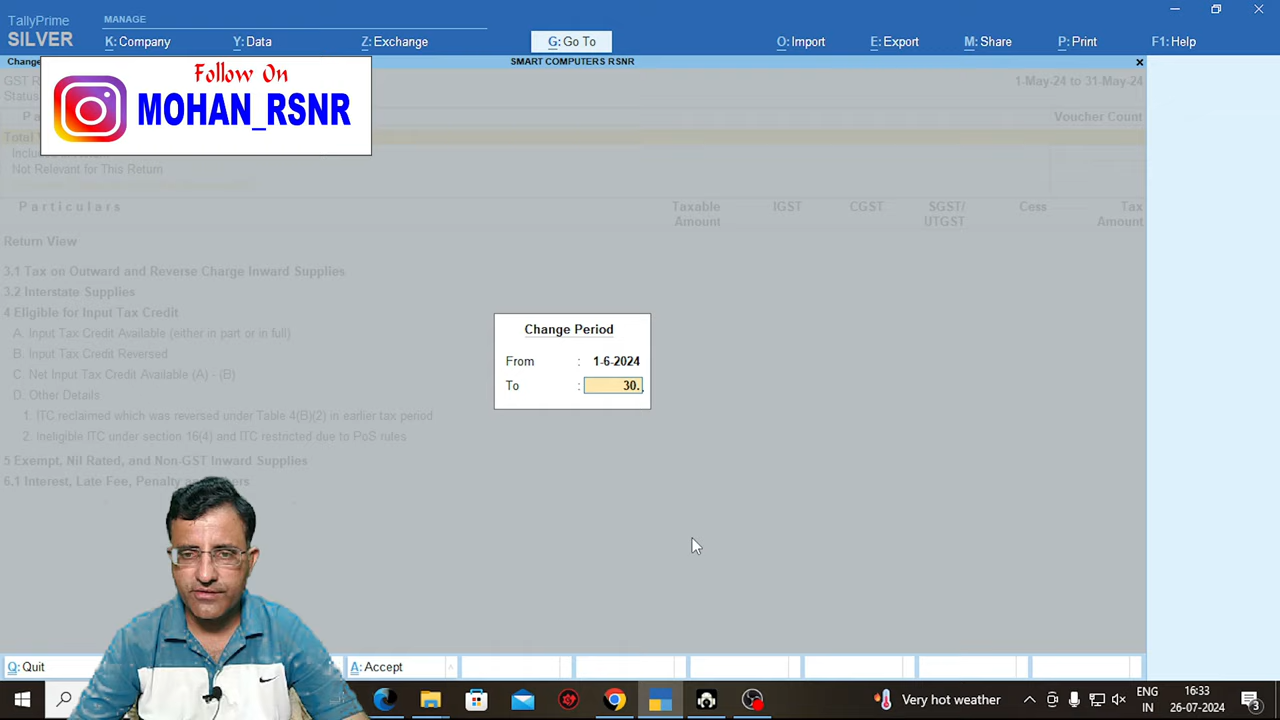 TallyPrime
MANAGE
SILVER
K: Company
Y: Data
Z: Exchange
G: Go To
O: Import
E: Export
M: Share
P: Print
F1: Help
SMART COMPUTERS RSNR
Follow On
MOHAN_RSNR
1-May-24 to 31-May-24
Voucher Count
Not Relevant for This Return
Particulars
Taxable Amount
IGST
CGST
SGST/ UTGST
Cess
Tax Amount
Return View
3.1 Tax on Outward and Reverse Charge Inward Supplies
3.2 Interstate Supplies
4 Eligible for Input Tax Credit
A. Input Tax Credit Available (either in part or in full)
B. Input Tax Credit Reversed
C. Net Input Tax Credit Available (A) - (B)
D. Other Details
1. ITC reclaimed which was reversed under Table 4(B)(2) in earlier tax period
2. Ineligible ITC under section 16(4) and ITC restricted due to PoS rules
5 Exempt, Nil Rated, and Non-GST Inward Supplies
6.1 Interest, Late Fee, Penalty
Change Period
From : 1-6-2024
To : 30.
Q: Quit
A: Accept
Very hot weather
ENG
IN
16:33
26-07-2024
3